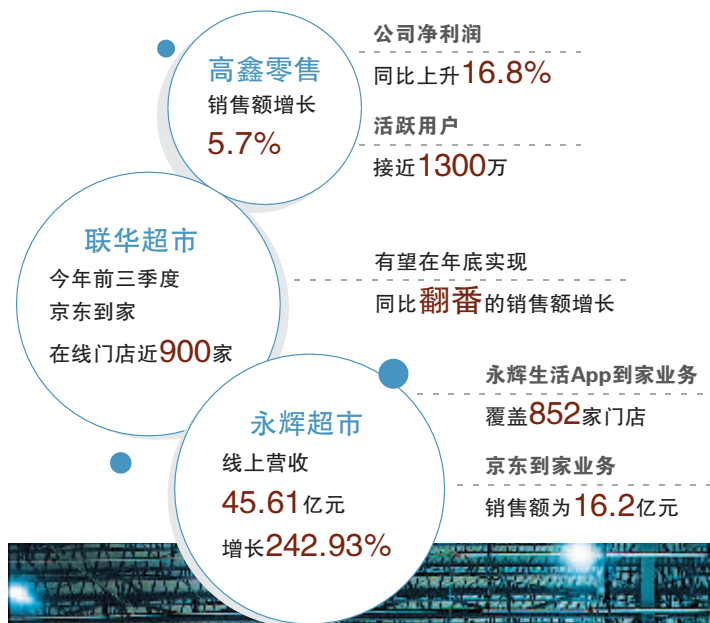 高鑫零售
销售额增长
5.7%
公司净利润
同比上升16.8%
活跃用户
接近1300万
联华超市
今年前三季度
京东到家
在线门店近900家
有望在年底实现
同比翻番的销售额增长
永辉超市
线上营收
45.61亿元
增长242.93%
永辉生活App到家业务
覆盖852家门店
京东到家业务
销售额为16.2亿元